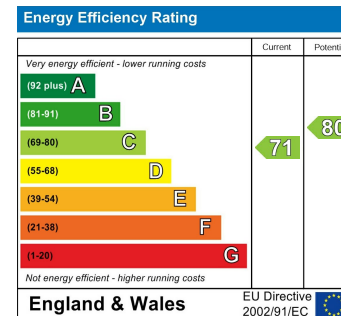 Energy Efficiency Rating
Current Potenti
Very energy efficient - lower running costs
(92 plus) A
(81-91) B
(69-80) C
(55-68) D
(39-54) E
(21-38) F
(1-20) G
71
80
Not energy efficient - higher running costs
England & Wales
EU Directive
2002/91/EC